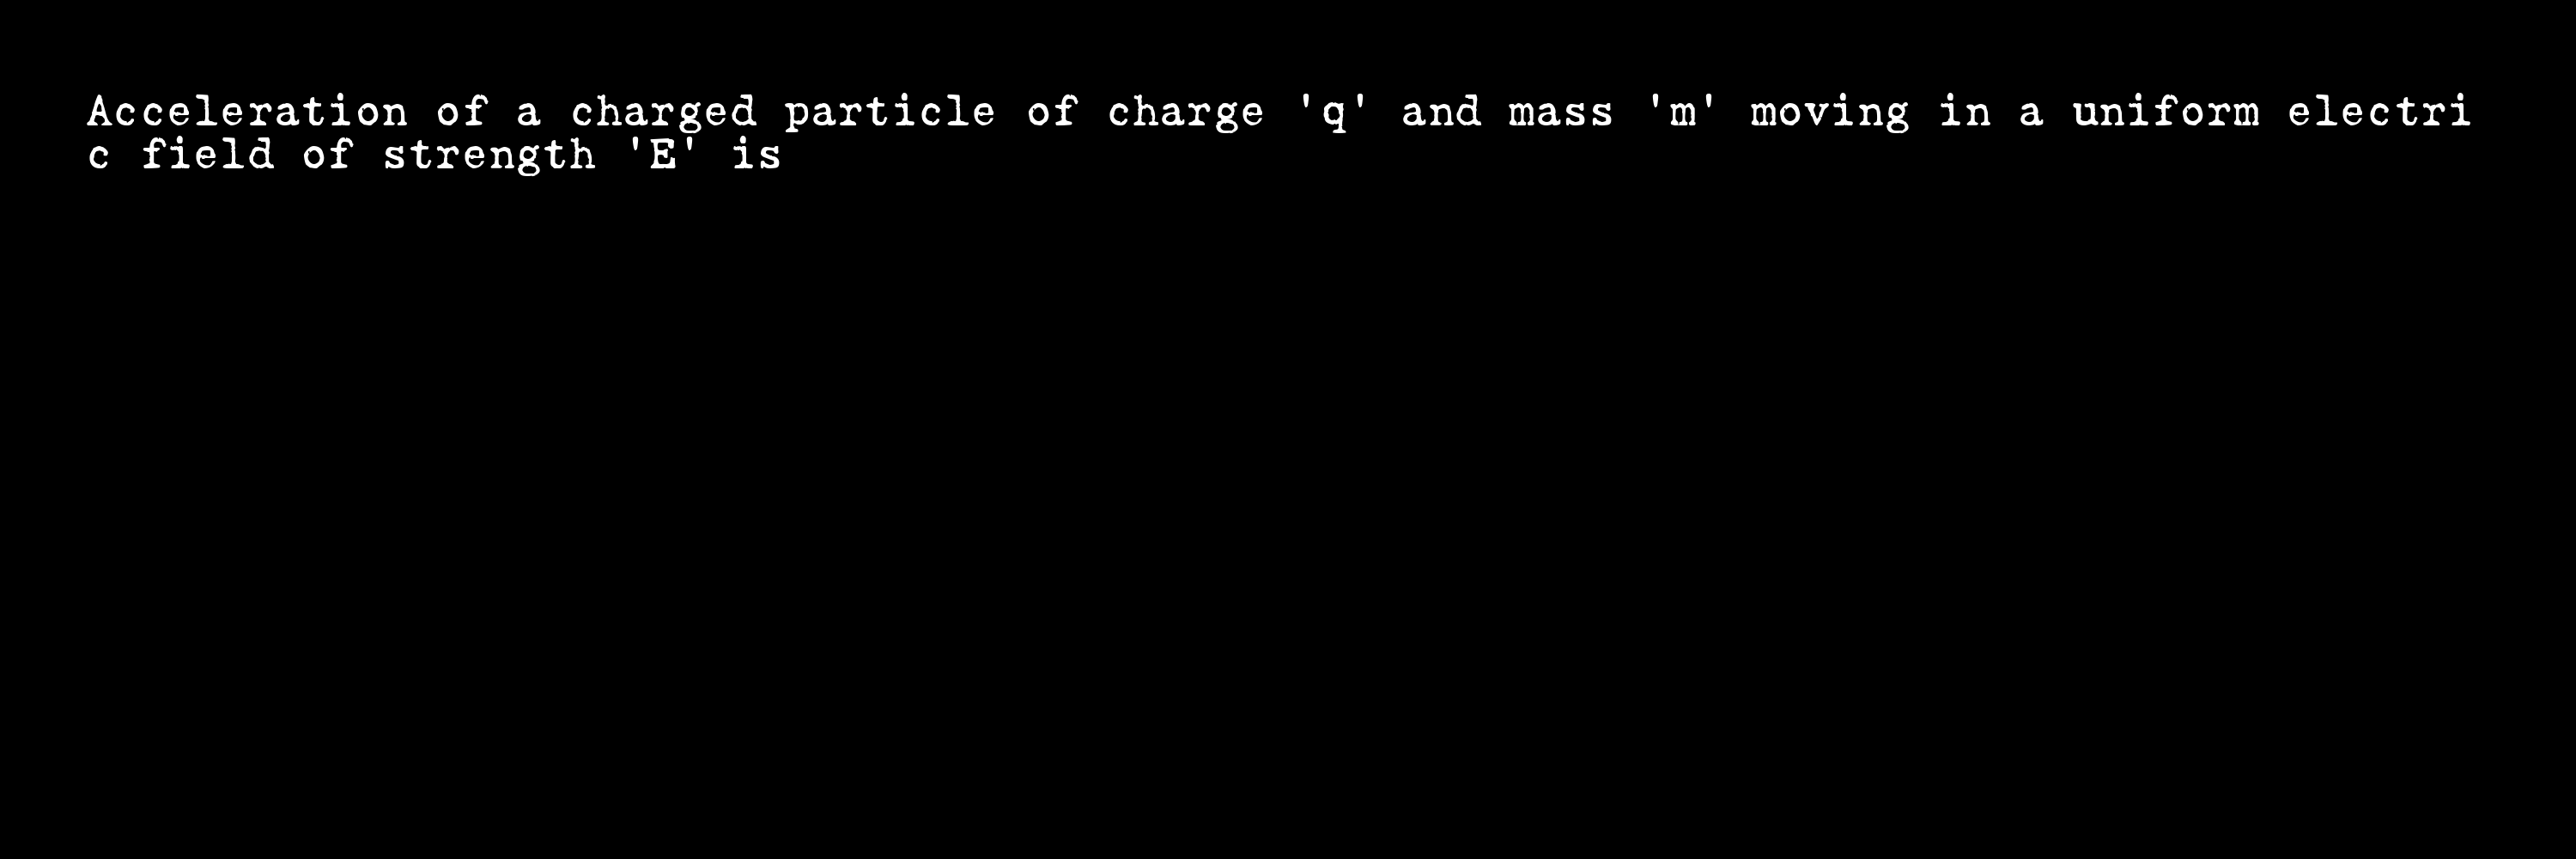 Acceleration of a charged particle of charge 'q' and mass 'm' moving in a uniform electri
c field of strength 'E' is